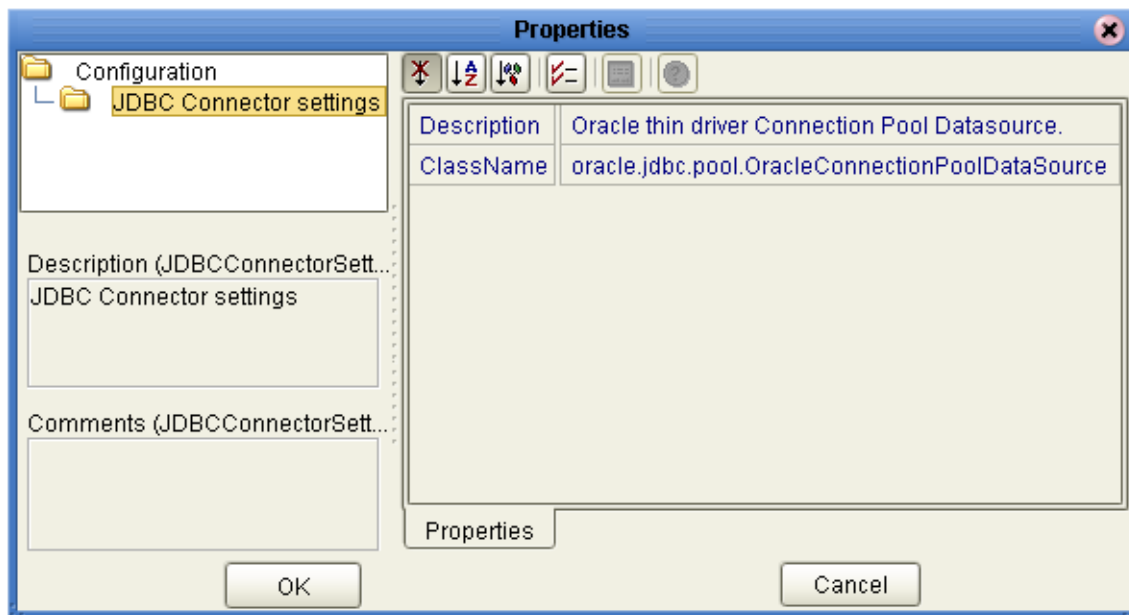 Properties
Configuration
JDBC Connector settings
Description Oracle thin driver Connection Pool Datasource.
ClassName oracle.jdbc.pool.OracleConnectionPoolDataSource
Description (JDBCConnectorSett...
JDBC Connector settings
Comments (JDBCConnectorSett...
Properties
OK Cancel